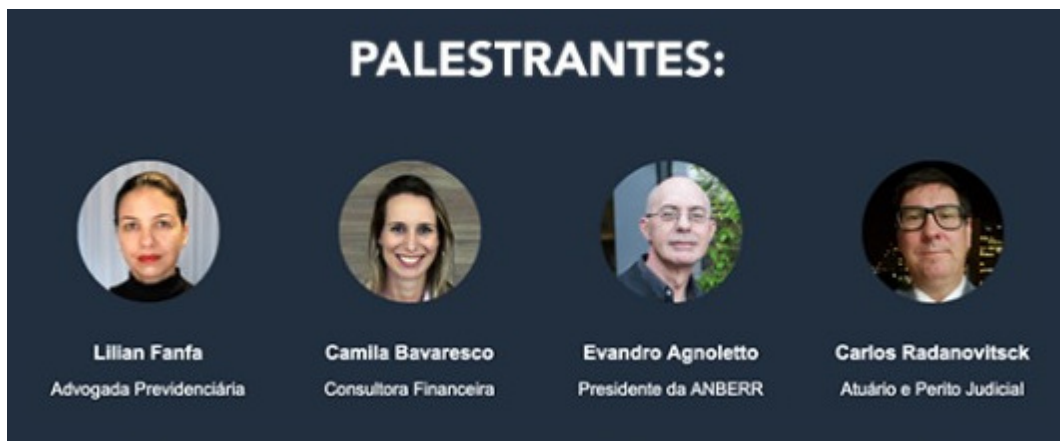 PALESTRANTES:
Lilian Fanfa
Advogada Previdenciária
Camila Bavaresco
Consultora Financeira
Evandro Agnoletto
Presidente da ANBERR
Carlos Radanovitsck
Atuário e Perito Judicial